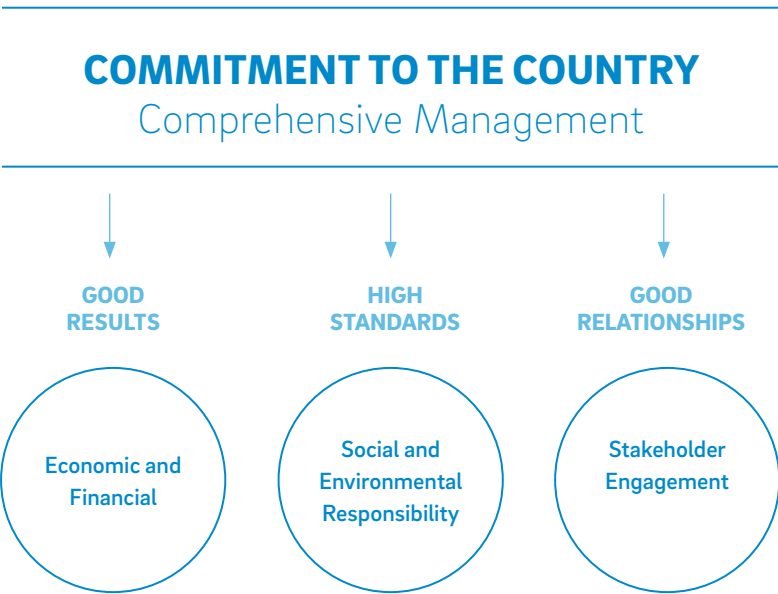 COMMITMENT TO THE COUNTRY
Comprehensive Management
GOOD
RESULTS
HIGH
STANDARDS
GOOD
RELATIONSHIPS
Economic and
Financial
Social and
Environmental
Responsibility
Stakeholder
Engagement